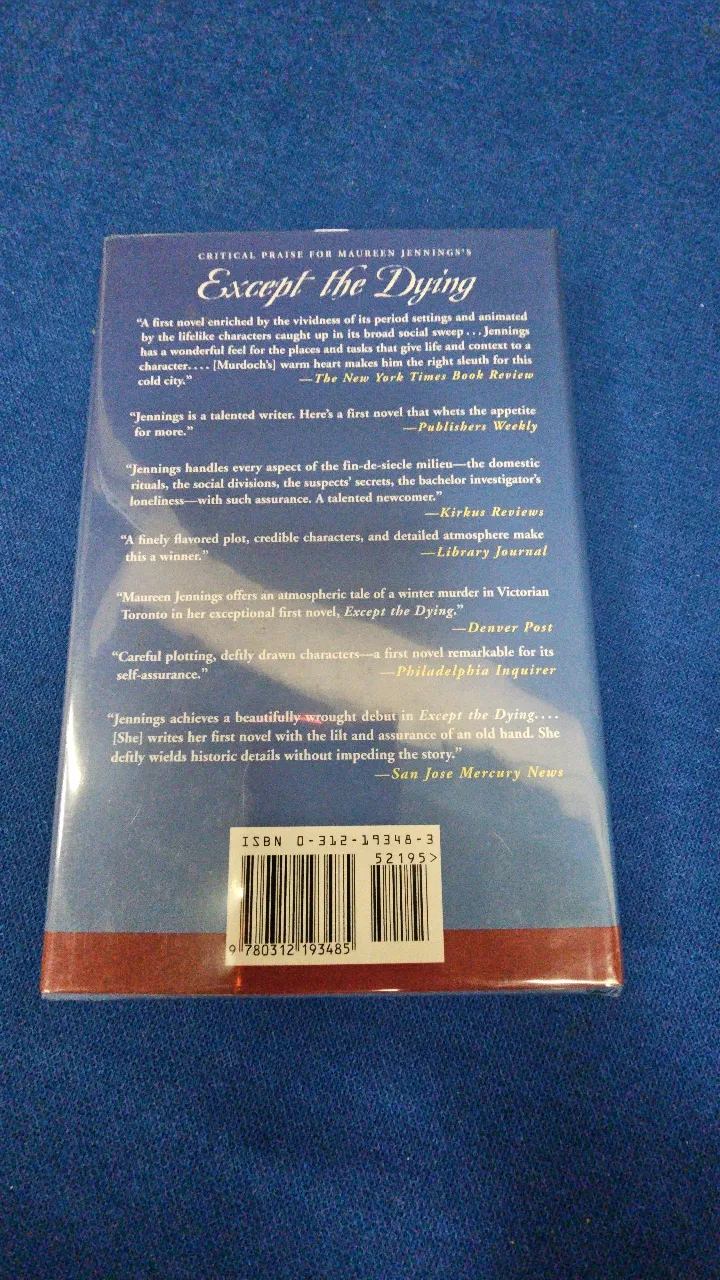 CRITICAL PRAISE FOR MAUREEN JENNINGS'S
Except the Dying
“A first novel enriched by the vividness of its period settings and animated
by the lifelike characters caught up in its broad social sweep . . . Jennings
has a wonderful feel for the places and tasks that give life and context to a
character. . . . [Murdoch's] warm heart makes him the right sleuth for this
cold city.” —The New York Times Book Review
“Jennings is a talented writer. Here's a first novel that whets the appetite
for more.” —Publishers Weekly
“Jennings handles every aspect of the fin-de-siecle milieu—the domestic
rituals, the social divisions, the suspects' secrets, the bachelor investigator's
loneliness—with such assurance. A talented newcomer.”
—Kirkus Reviews
“A finely flavored plot, credible characters, and detailed atmosphere make
this a winner.” —Library Journal
“Maureen Jennings offers an atmospheric tale of a winter murder in Victorian
Toronto in her exceptional first novel, Except the Dying.”
—Denver Post
“Careful plotting, deftly drawn characters—a first novel remarkable for its
self-assurance.” —Philadelphia Inquirer
“Jennings achieves a beautifully wrought debut in Except the Dying. . . .
[She] writes her first novel with the lilt and assurance of an old hand. She
deftly wields historic details without impeding the story.”
—San Jose Mercury News
ISBN 0-312-19348-3
52195>
9 780312 193485